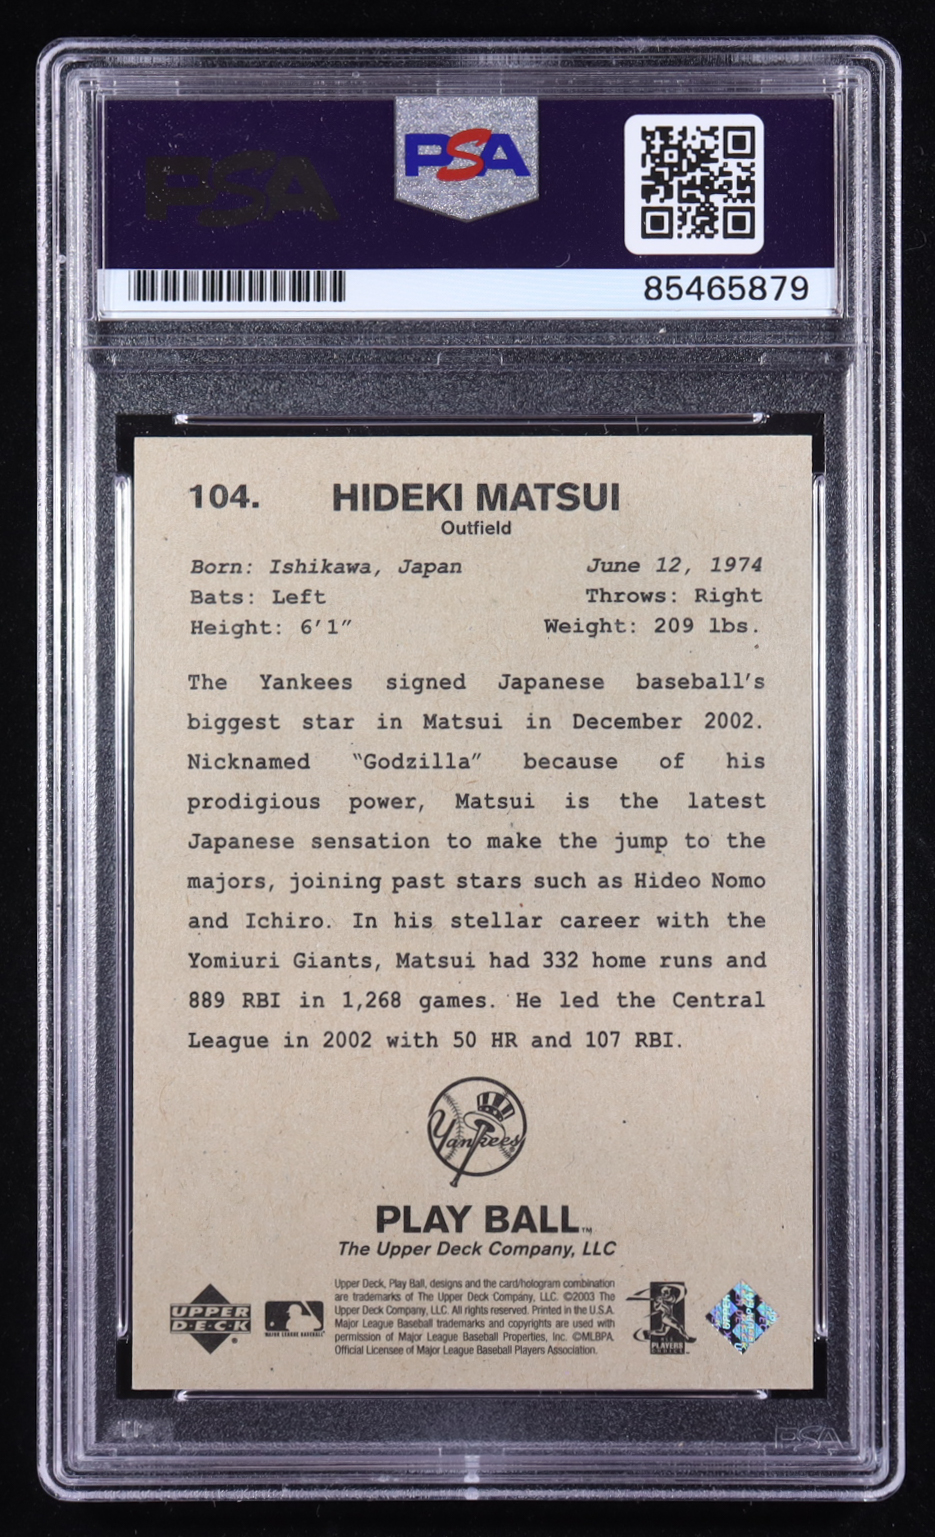 PSA
PSA
85465879
104. HIDEKI MATSUI
Outfield
Born: Ishikawa, Japan June 12, 1974
Bats: Left Throws: Right
Height: 6′1″ Weight: 209 lbs.
The Yankees signed Japanese baseball's
biggest star in Matsui in December 2002.
Nicknamed "Godzilla" because of his
prodigious power, Matsui is the latest
Japanese sensation to make the jump to the
majors, joining past stars such as Hideo Nomo
and Ichiro. In his stellar career with the
Yomiuri Giants, Matsui had 332 home runs and
889 RBI in 1,268 games. He led the Central
League in 2002 with 50 HR and 107 RBI.
Yankees
PLAY BALL™
The Upper Deck Company, LLC
Upper Deck, Play Ball, designs and the card/hologram combination
are trademarks of The Upper Deck Company, LLC. ©2003 The
Upper Deck Company, LLC. All rights reserved. Printed in the U.S.A.
Major League Baseball trademarks and copyrights are used with
permission of Major League Baseball Properties, Inc. ©MLBPA
Official Licensee of Major League Baseball Players Association.
UPPER
DECK
MAJOR LEAGUE BASEBALL
PLAYERS
CHOICE
PSA